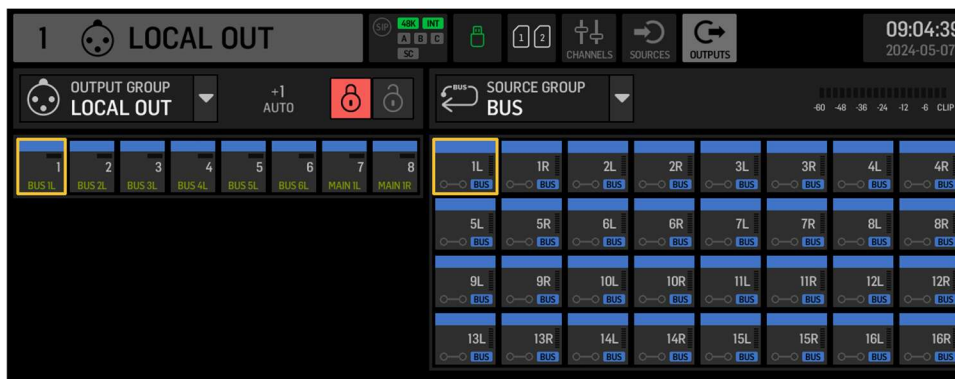 1 LOCAL OUT
S/P 48K INT
A B C
SC
1 2
CHANNELS SOURCES OUTPUTS
09:04:39
2024-05-07
OUTPUT GROUP
LOCAL OUT
+1
AUTO
BUS SOURCE GROUP
BUS
-60 -48 -36 -24 -12 -6 CLIP
1 2 3 4 5 6 7 8
BUS 1L BUS 2L BUS 3L BUS 4L BUS 5L BUS 6L MAIN 1L MAIN 1R
1L 1R 2L 2R 3L 3R 4L 4R
BUS BUS BUS BUS BUS BUS BUS BUS
5L 5R 6L 6R 7L 7R 8L 8R
BUS BUS BUS BUS BUS BUS BUS BUS
9L 9R 10L 10R 11L 11R 12L 12R
BUS BUS BUS BUS BUS BUS BUS BUS
13L 13R 14L 14R 15L 15R 16L 16R
BUS BUS BUS BUS BUS BUS BUS BUS